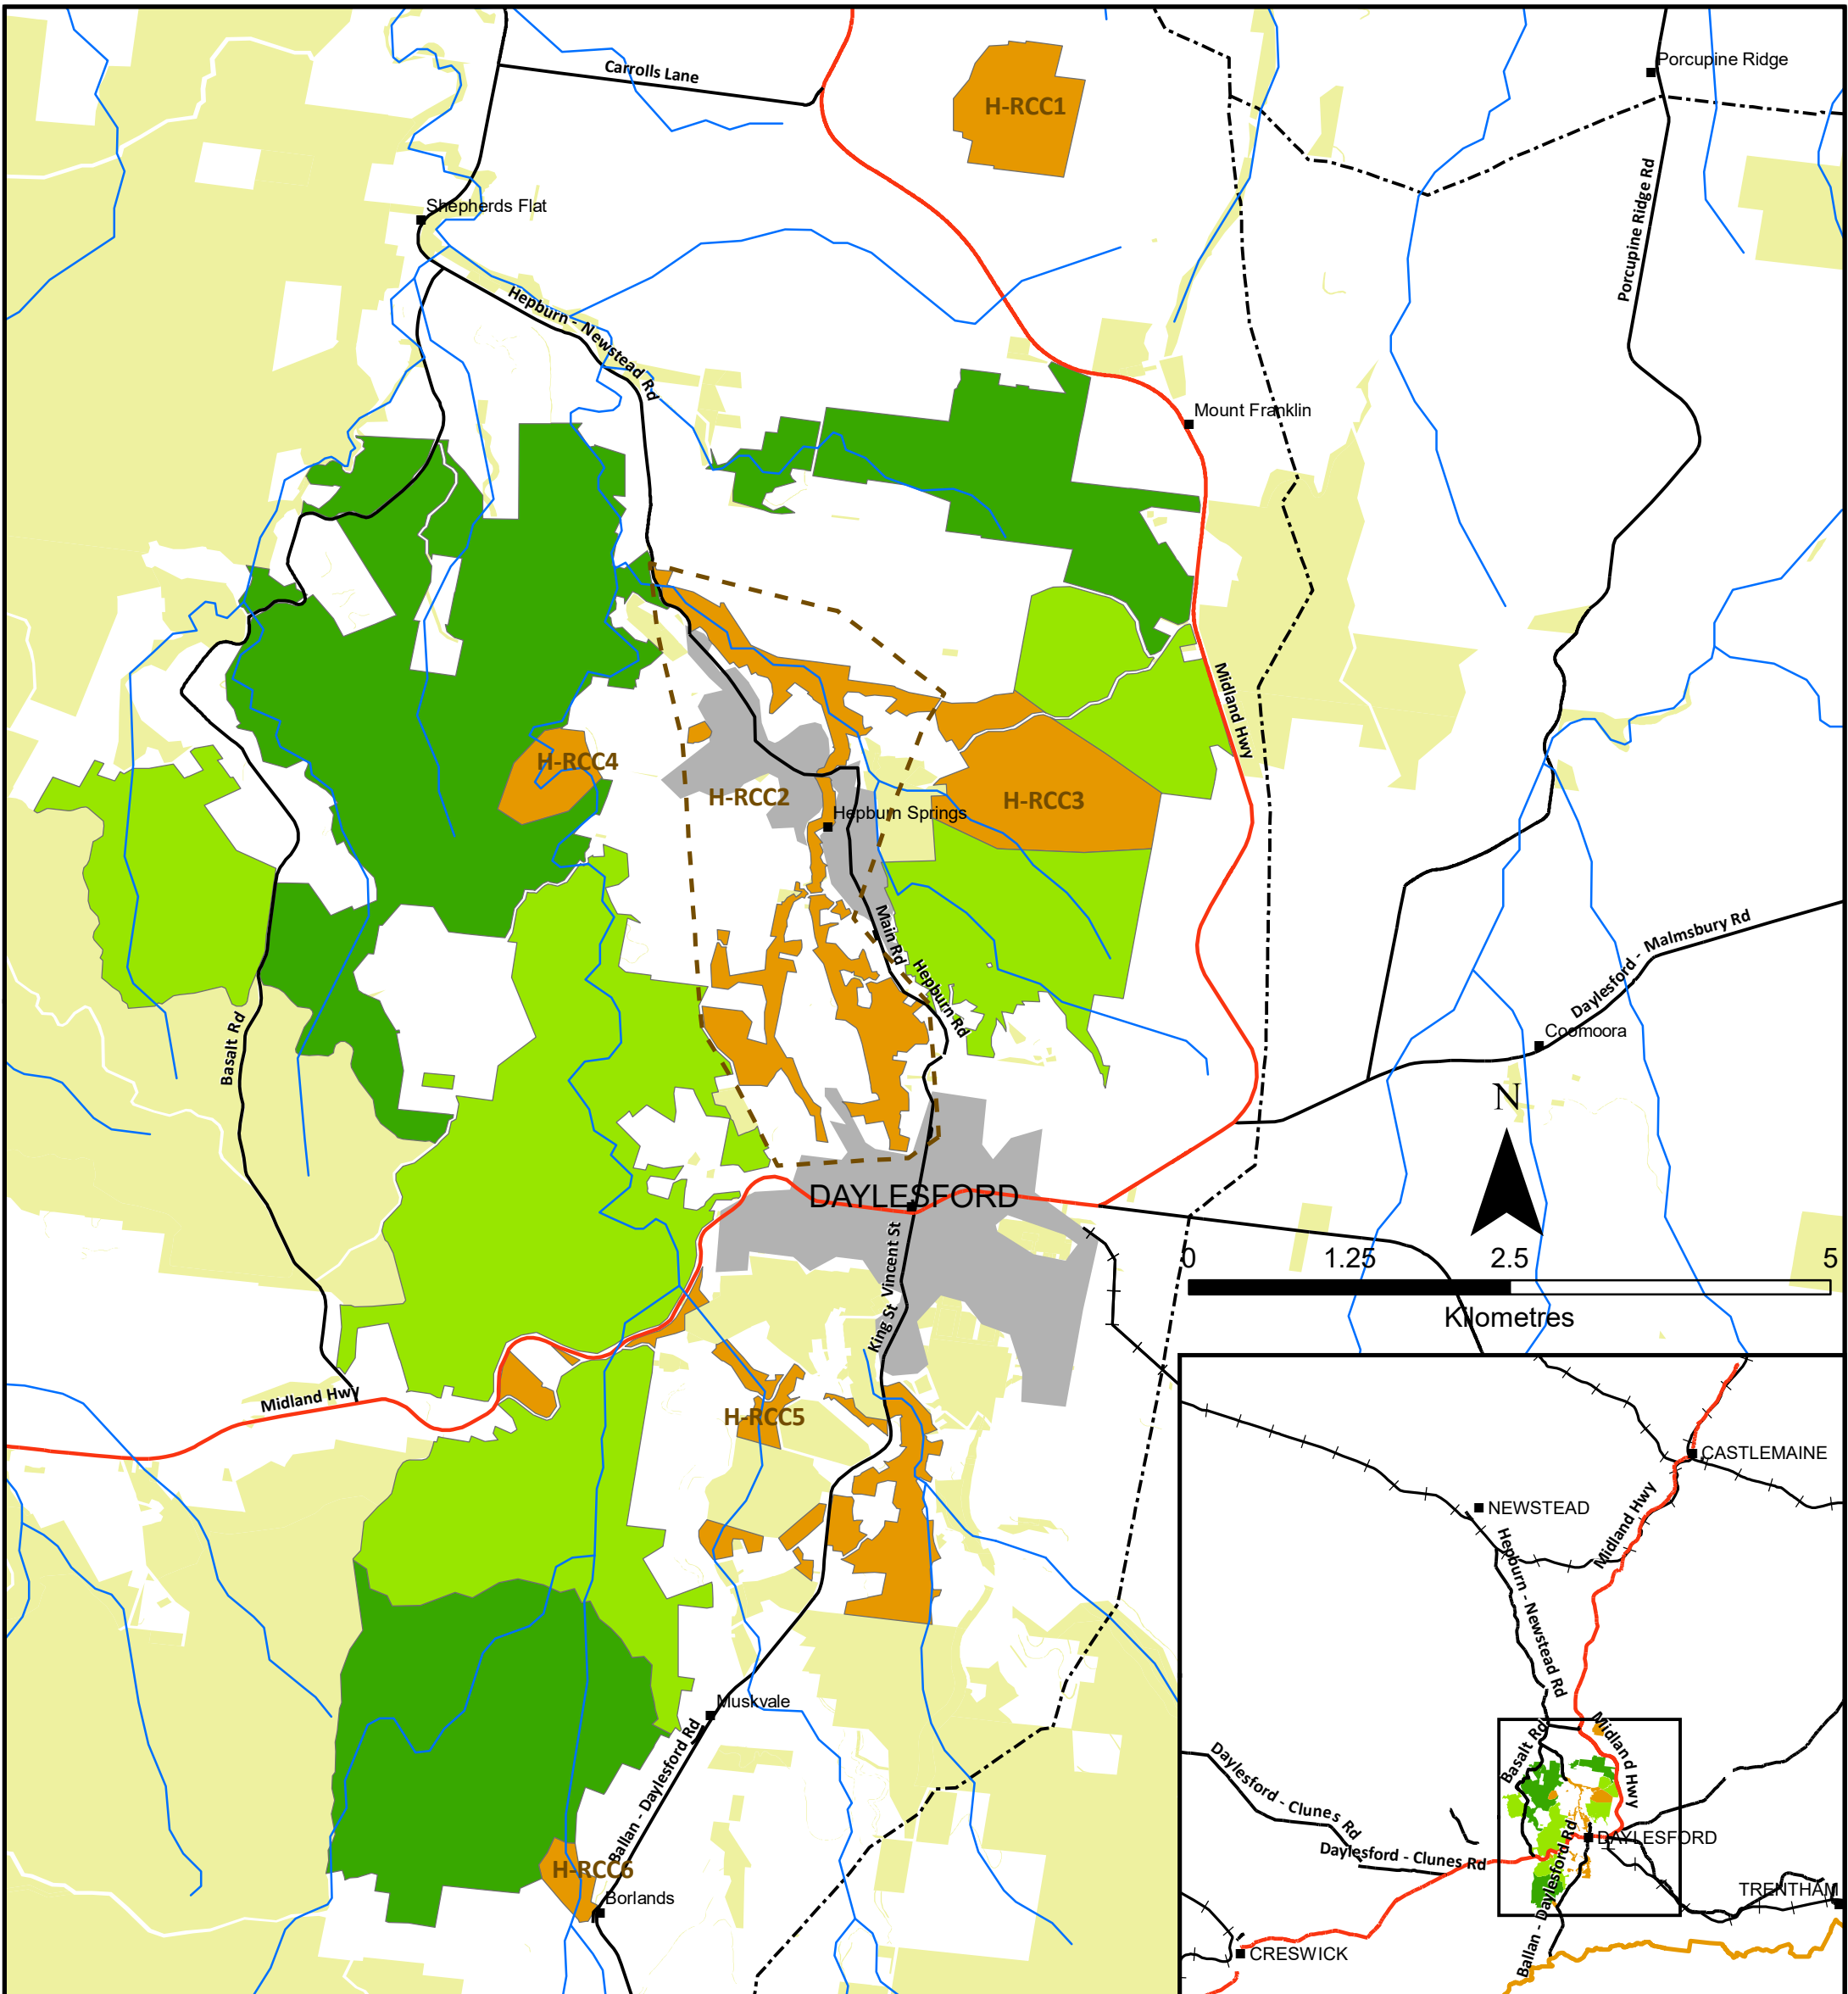 Porcupine Ridge
Carrolls Lane
H-RCC1
Shepherds Flat
Porcupine Ridge Rd
Hepburn - Newstead Rd
Mount Franklin
Midland Hwy
H-RCC4
H-RCC2
H-RCC3
Hepburn Springs
Main Rd
Hepburn Rd
Daylesford - Malmsbury Rd
Basalt Rd
Coomoora
N
DAYLESFORD
Vincent St
King St
0 1.25 2.5 5
Kilometres
Midland Hwy
H-RCC5
Muskvale
Ballan - Daylesford Rd
H-RCC6
Borlands
CASTLEMAINE
NEWSTEAD
Midland Hwy
Hepburn - Newstead Rd
Basalt Rd
Midland Hwy
Daylesford - Clunes Rd
DAYLESFORD
Daylesford - Clunes Rd
Ballan - Daylesford Rd
TRENTHAM
CRESWICK